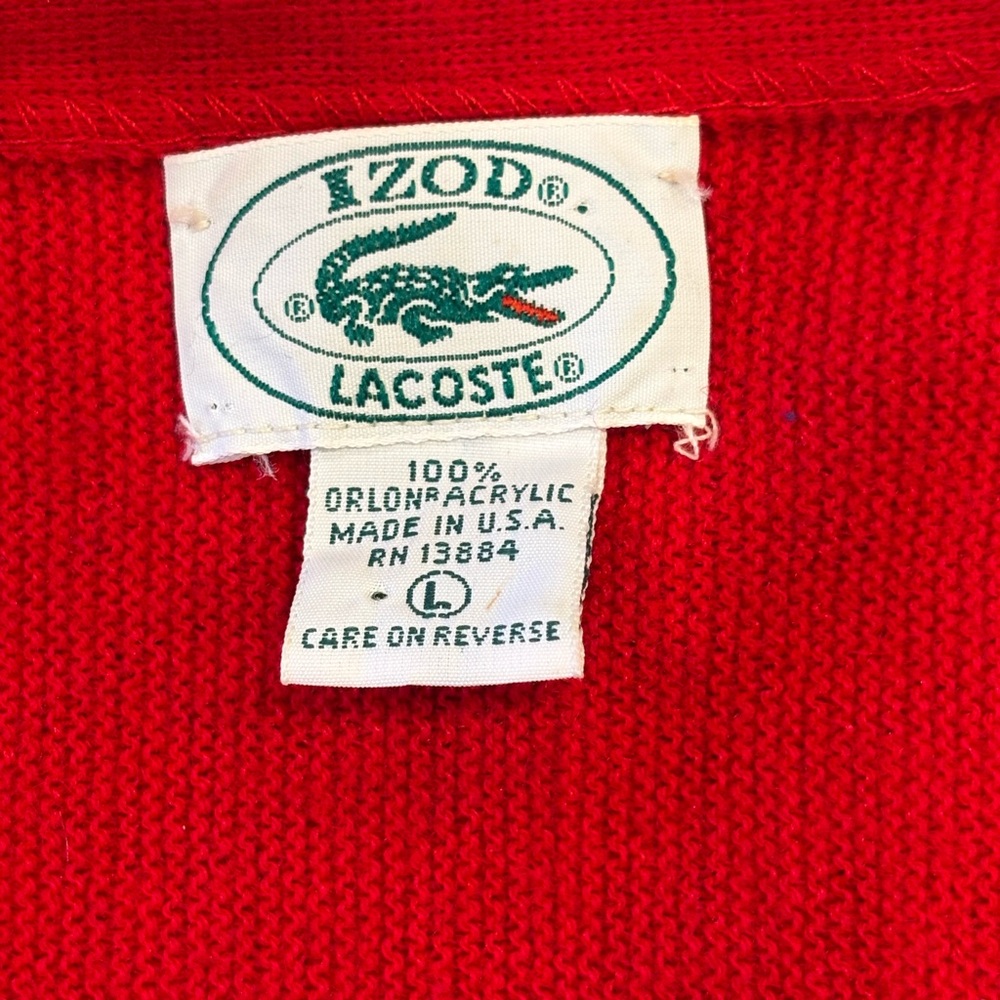 IZOD®
®
LACOSTE®
100%
ORLON® ACRYLIC
MADE IN U.S.A.
RN 13884
L
CARE ON REVERSE